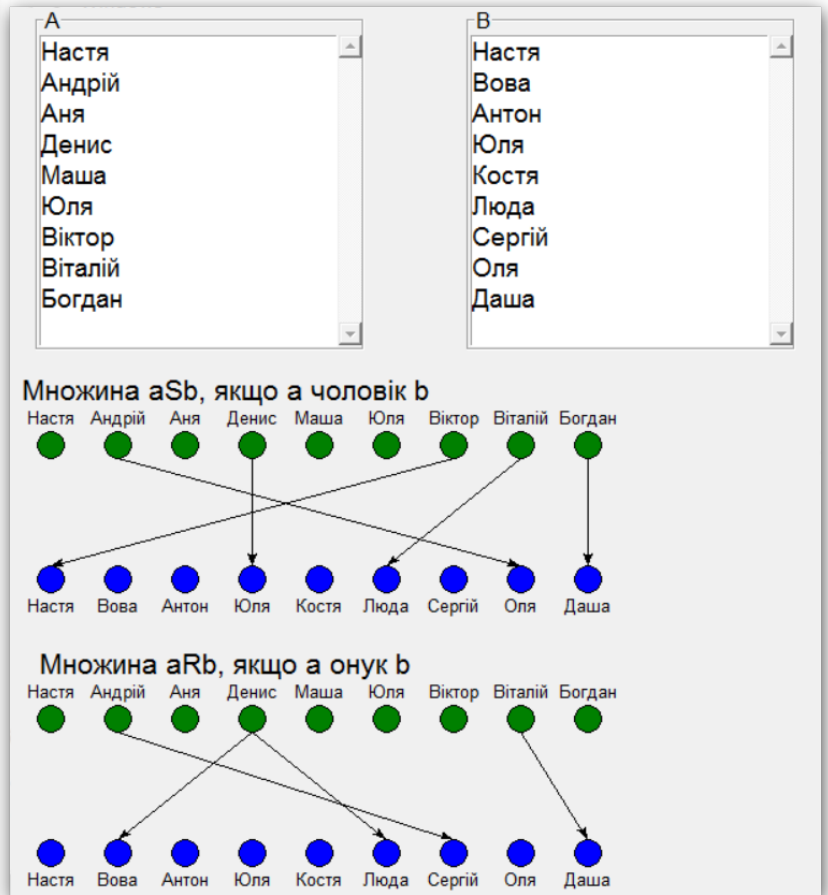 A
Настя
Андрій
Аня
Денис
Маша
Юля
Віктор
Віталій
Богдан
B
Настя
Вова
Антон
Юля
Костя
Люда
Сергій
Оля
Даша
Множина aSb, якщо а чоловік b
Настя Андрій Аня Денис Маша Юля Віктор Віталій Богдан
Настя Вова Антон Юля Костя Люда Сергій Оля Даша
Множина aRb, якщо а онук b
Настя Андрій Аня Денис Маша Юля Віктор Віталій Богдан
Настя Вова Антон Юля Костя Люда Сергій Оля Даша